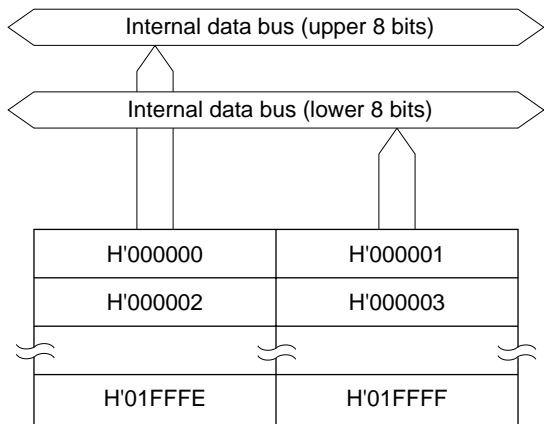 Internal data bus (upper 8 bits)
Internal data bus (lower 8 bits)
H'000000 H'000001
H'000002 H'000003
H'01FFFE H'01FFFF